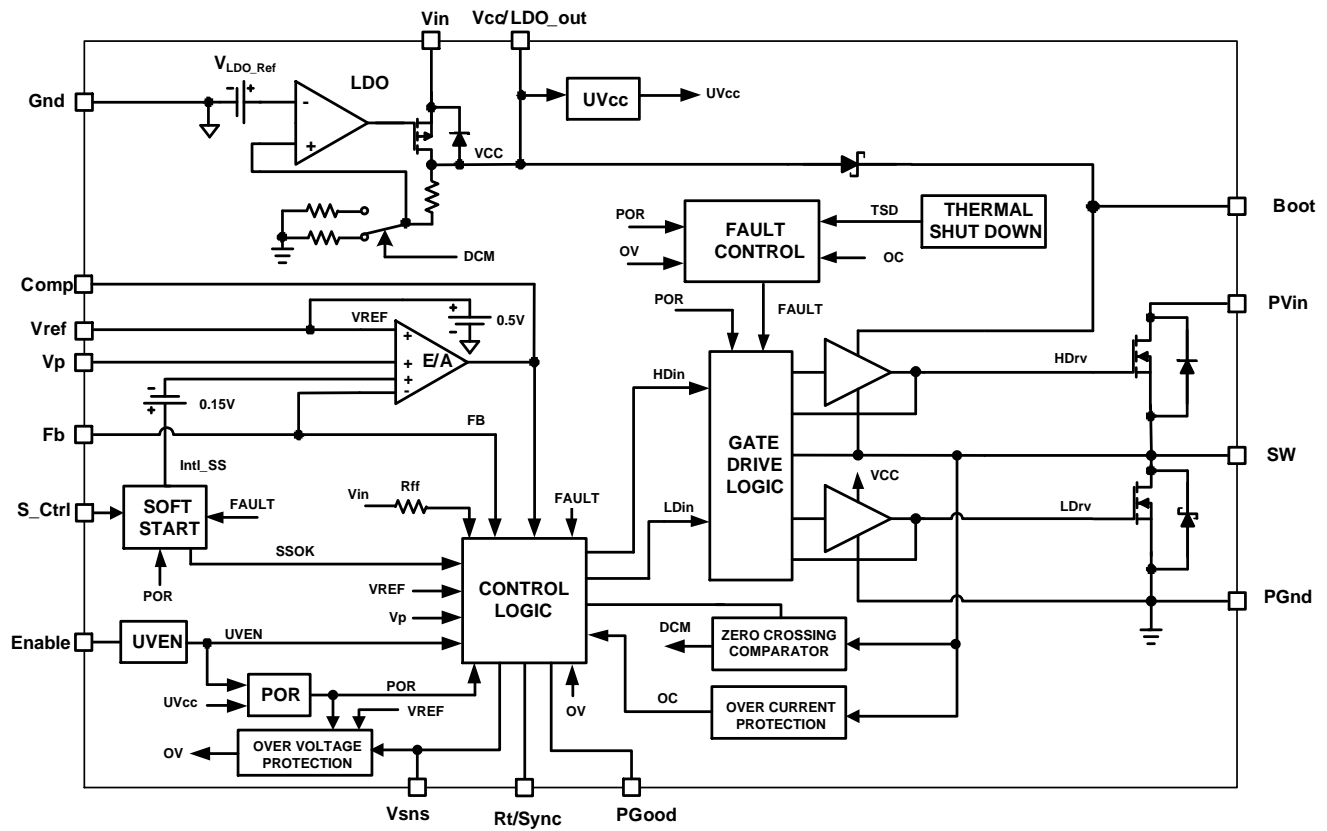 Vin
Vcc/LDO_out
VLDO_Ref
LDO
Gnd
-
+
-
+
UVcc
UVcc
VCC
Boot
DCM
POR
OV
FAULT
CONTROL
TSD
THERMAL
SHUT DOWN
OC
Comp
Vref
VREF
+
-
0.5V
Vp
+
+
+
-
E/A
POR
FAULT
PVin
-
+
0.15V
HDin
HDrv
Fb
FB
GATE
DRIVE
LOGIC
SW
Intl_SS
Vin
Rff
FAULT
VCC
S_Ctrl
SOFT
START
FAULT
LDin
LDrv
SSOK
POR
CONTROL
LOGIC
VREF
Vp
PGnd
Enable
UVEN
UVEN
DCM
ZERO CROSSING
COMPARATOR
POR
POR
UVcc
VREF
OV
OC
OVER CURRENT
PROTECTION
OV
OVER VOLTAGE
PROTECTION
Vsns
Rt/Sync
PGood